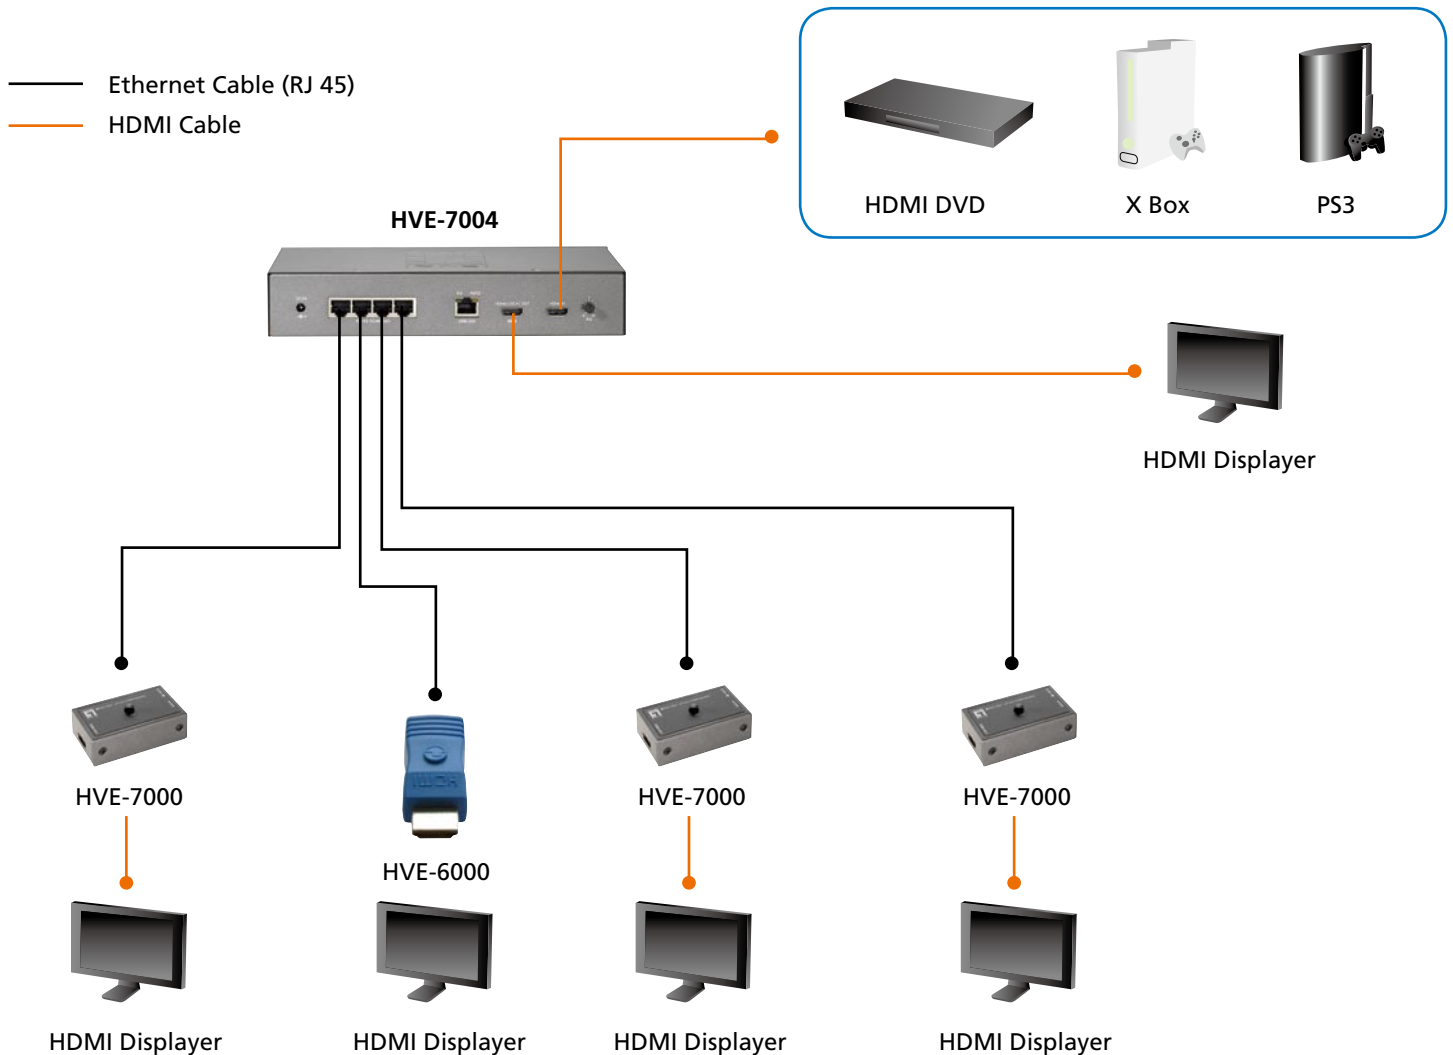 Ethernet Cable (RJ 45)
HDMI Cable
HDMI DVD
X Box
PS3
HVE-7004
HDMI Displayer
HVE-7000
HVE-6000
HVE-7000
HVE-7000
HDMI Displayer
HDMI Displayer
HDMI Displayer
HDMI Displayer